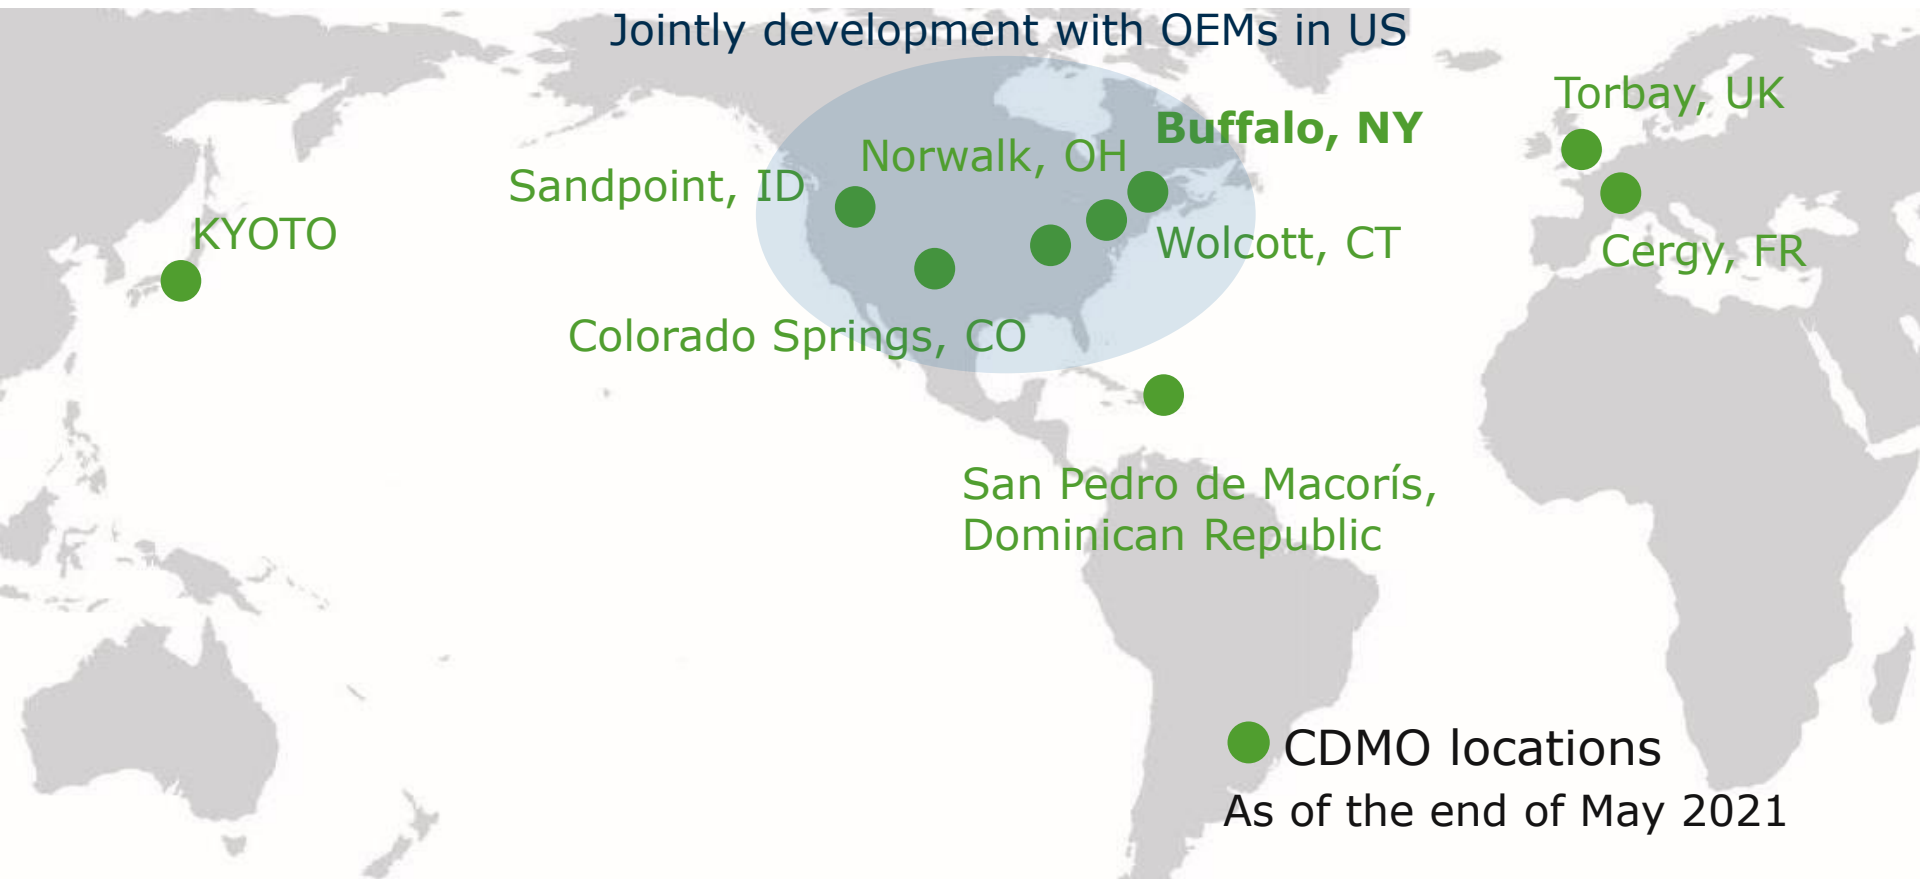 Jointly development with OEMs in US
Torbay, UK
Buffalo, NY
Norwalk, OH
Sandpoint, ID
KYOTO
Wolcott, CT
Cergy, FR
Colorado Springs, CO
San Pedro de Macorís,
Dominican Republic
CDMO locations
As of the end of May 2021